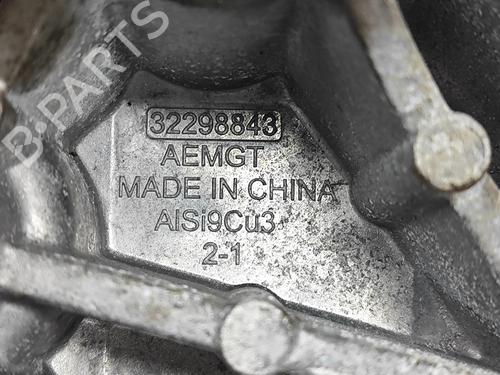 B-PARTS
32298843
AEMGT
MADE IN CHINA
AlSi9Cu3
2-1